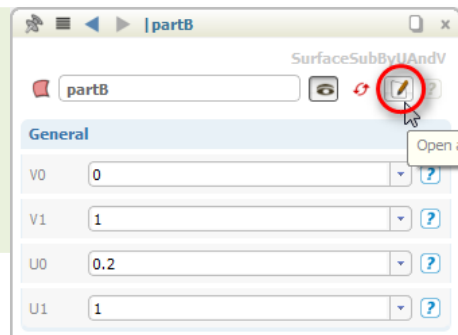 |partB
SurfaceSubByUAndV
partB
?
Open a
General
V0 0 ?
V1 1 ?
U0 0.2 ?
U1 1 ?